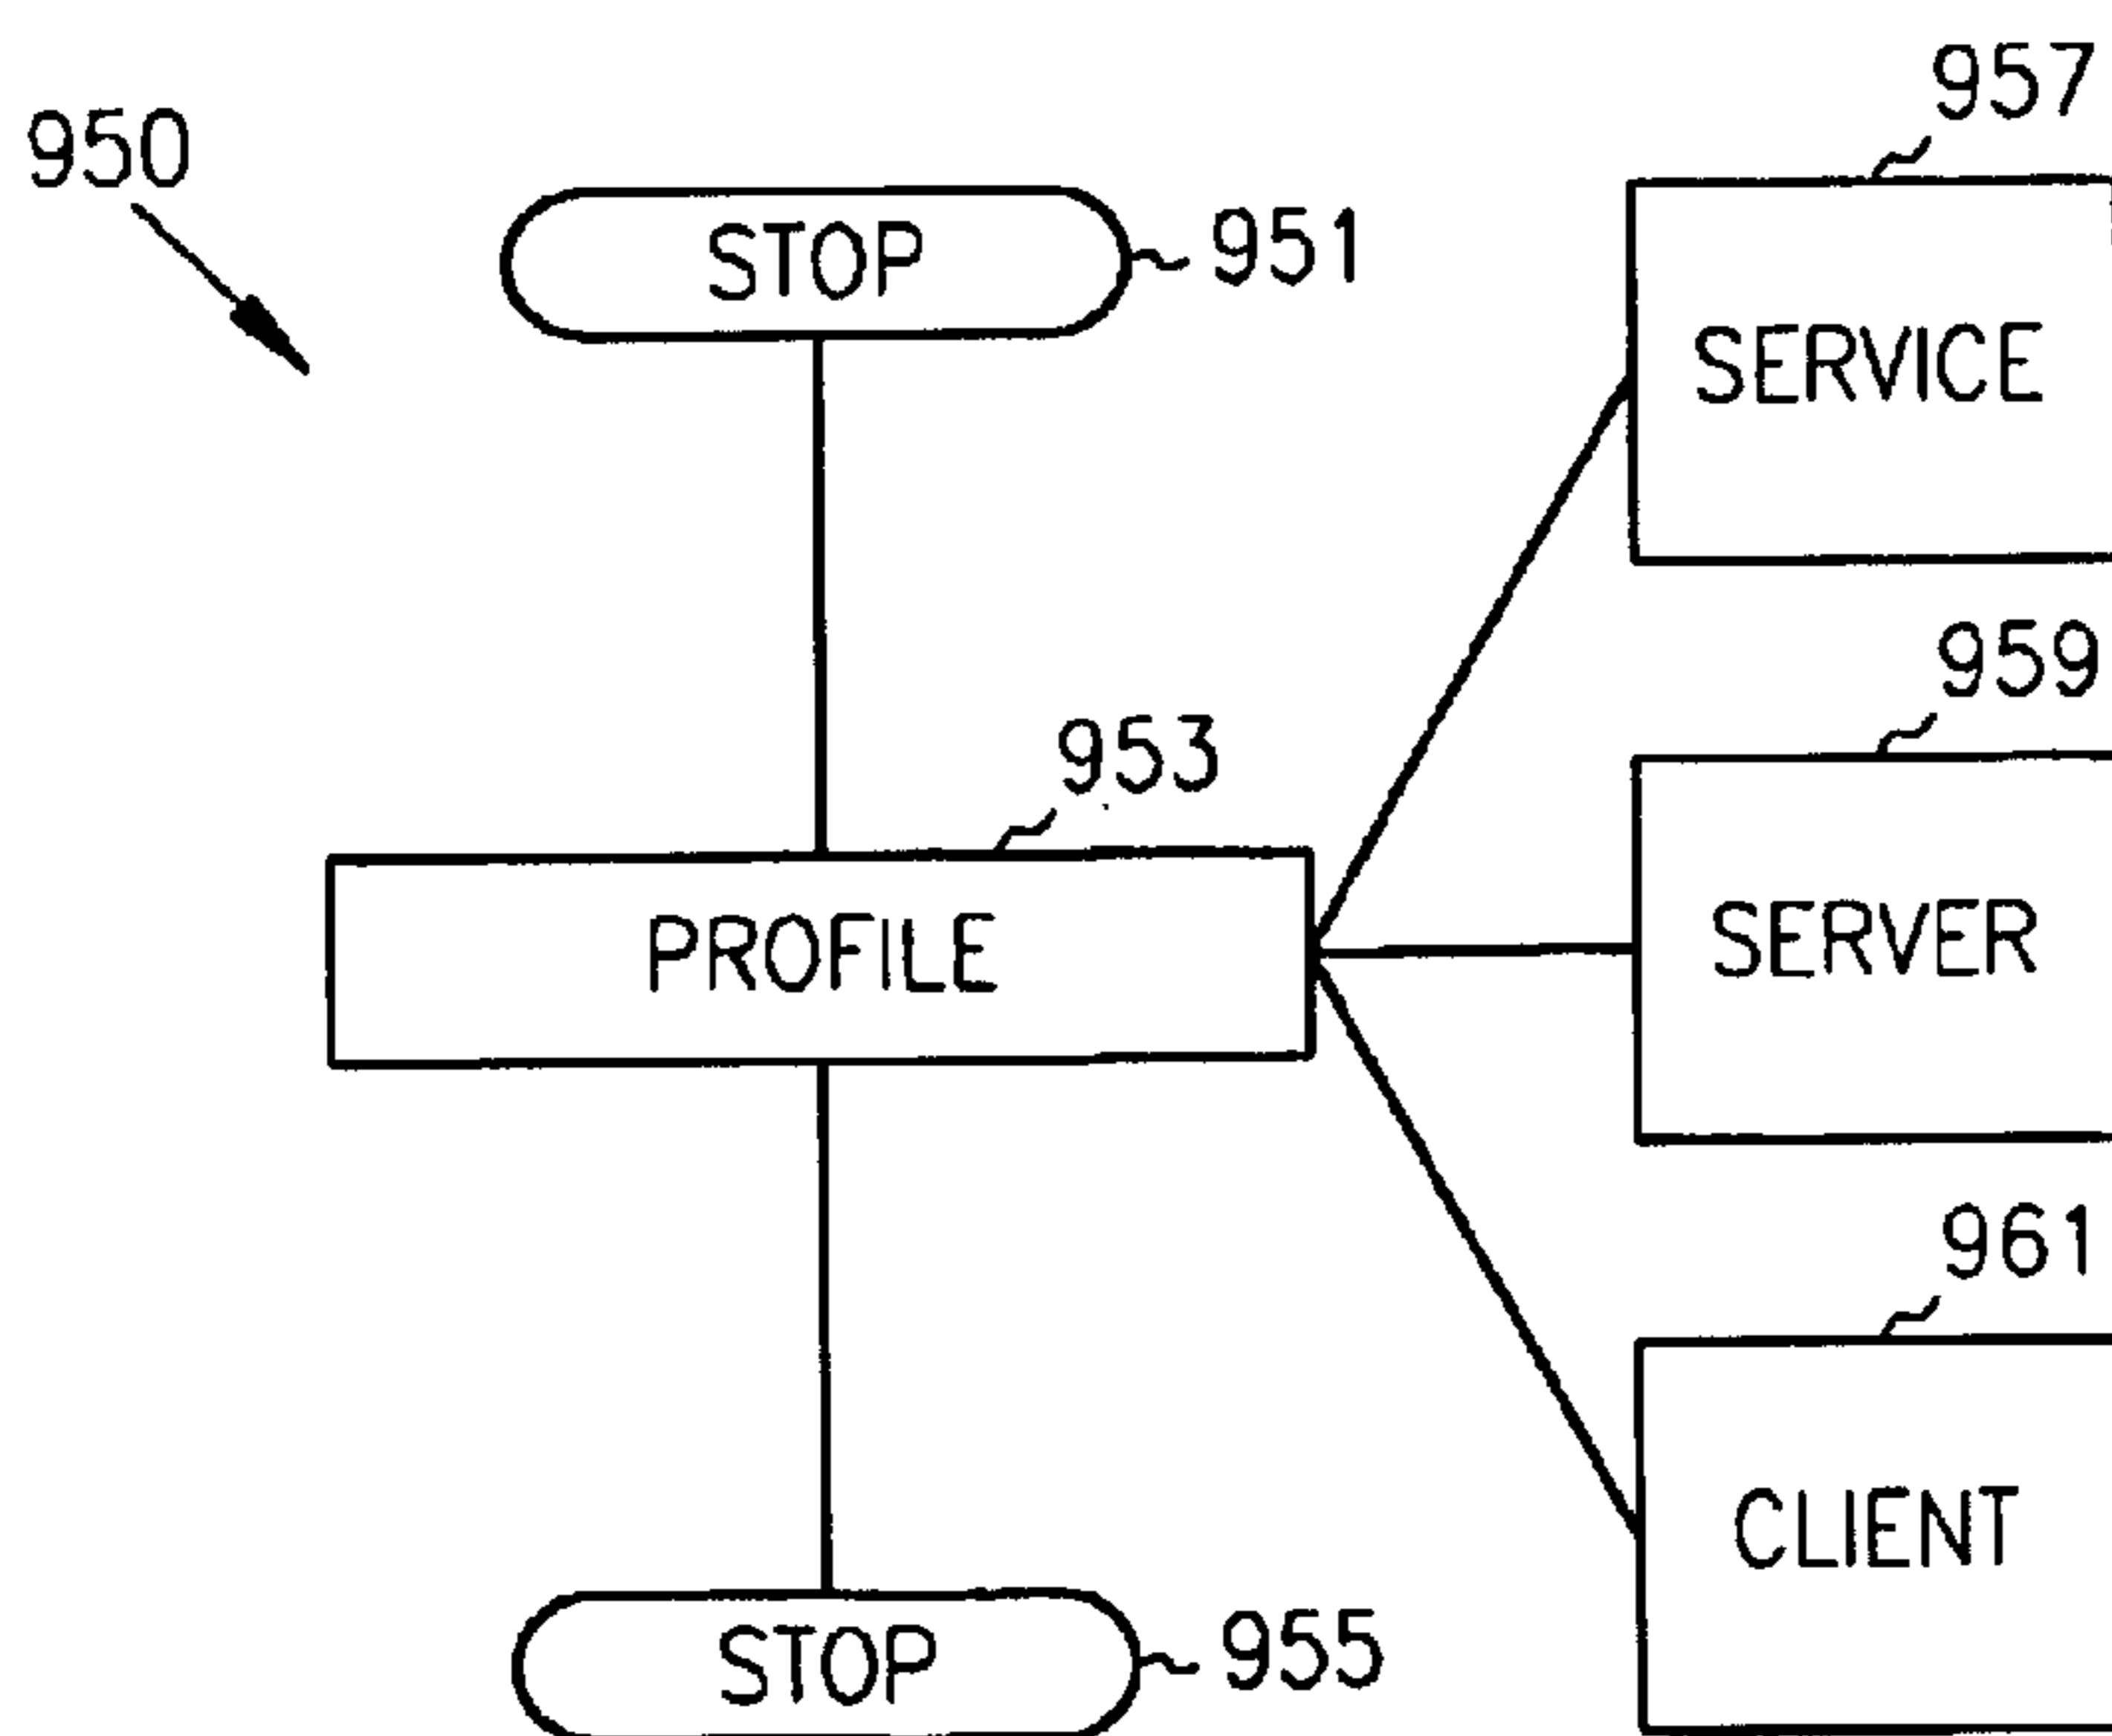 957
950
STOP
951
SERVICE
959
953
PROFILE
SERVER
961
CLIENT
STOP
955